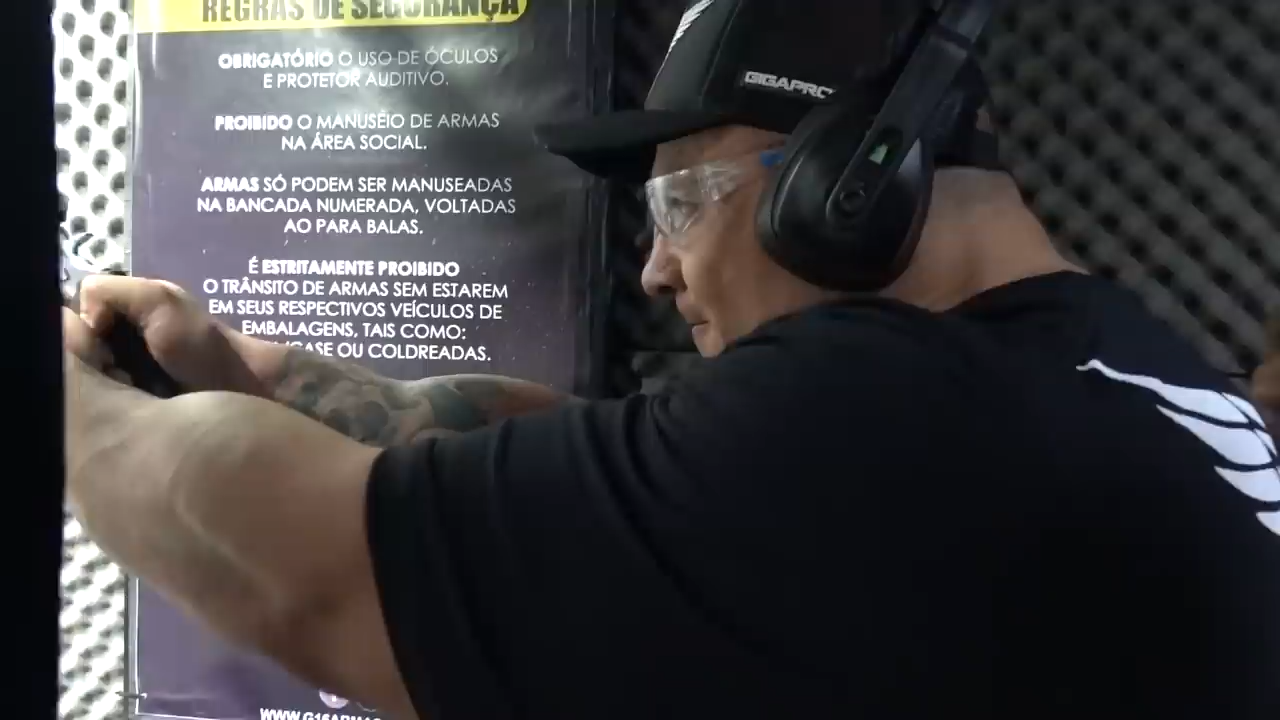 REGRAS DE SEGURANÇA
OBRIGATÓRIO O USO DE ÓCULOS
E PROTETOR AUDITIVO.
PROIBIDO O MANUSEIO DE ARMAS
NA ÁREA SOCIAL.
ARMAS SÓ PODEM SER MANUSEADAS
NA BANCADA NUMERADA, VOLTADAS
AO PARA BALAS.
É ESTRITAMENTE PROIBIDO
O TRÂNSITO DE ARMAS SEM ESTAREM
EM SEUS RESPECTIVOS VEÍCULOS DE
EMBALAGENS, TAIS COMO:
OU COLDREADAS.
GIGAPRO